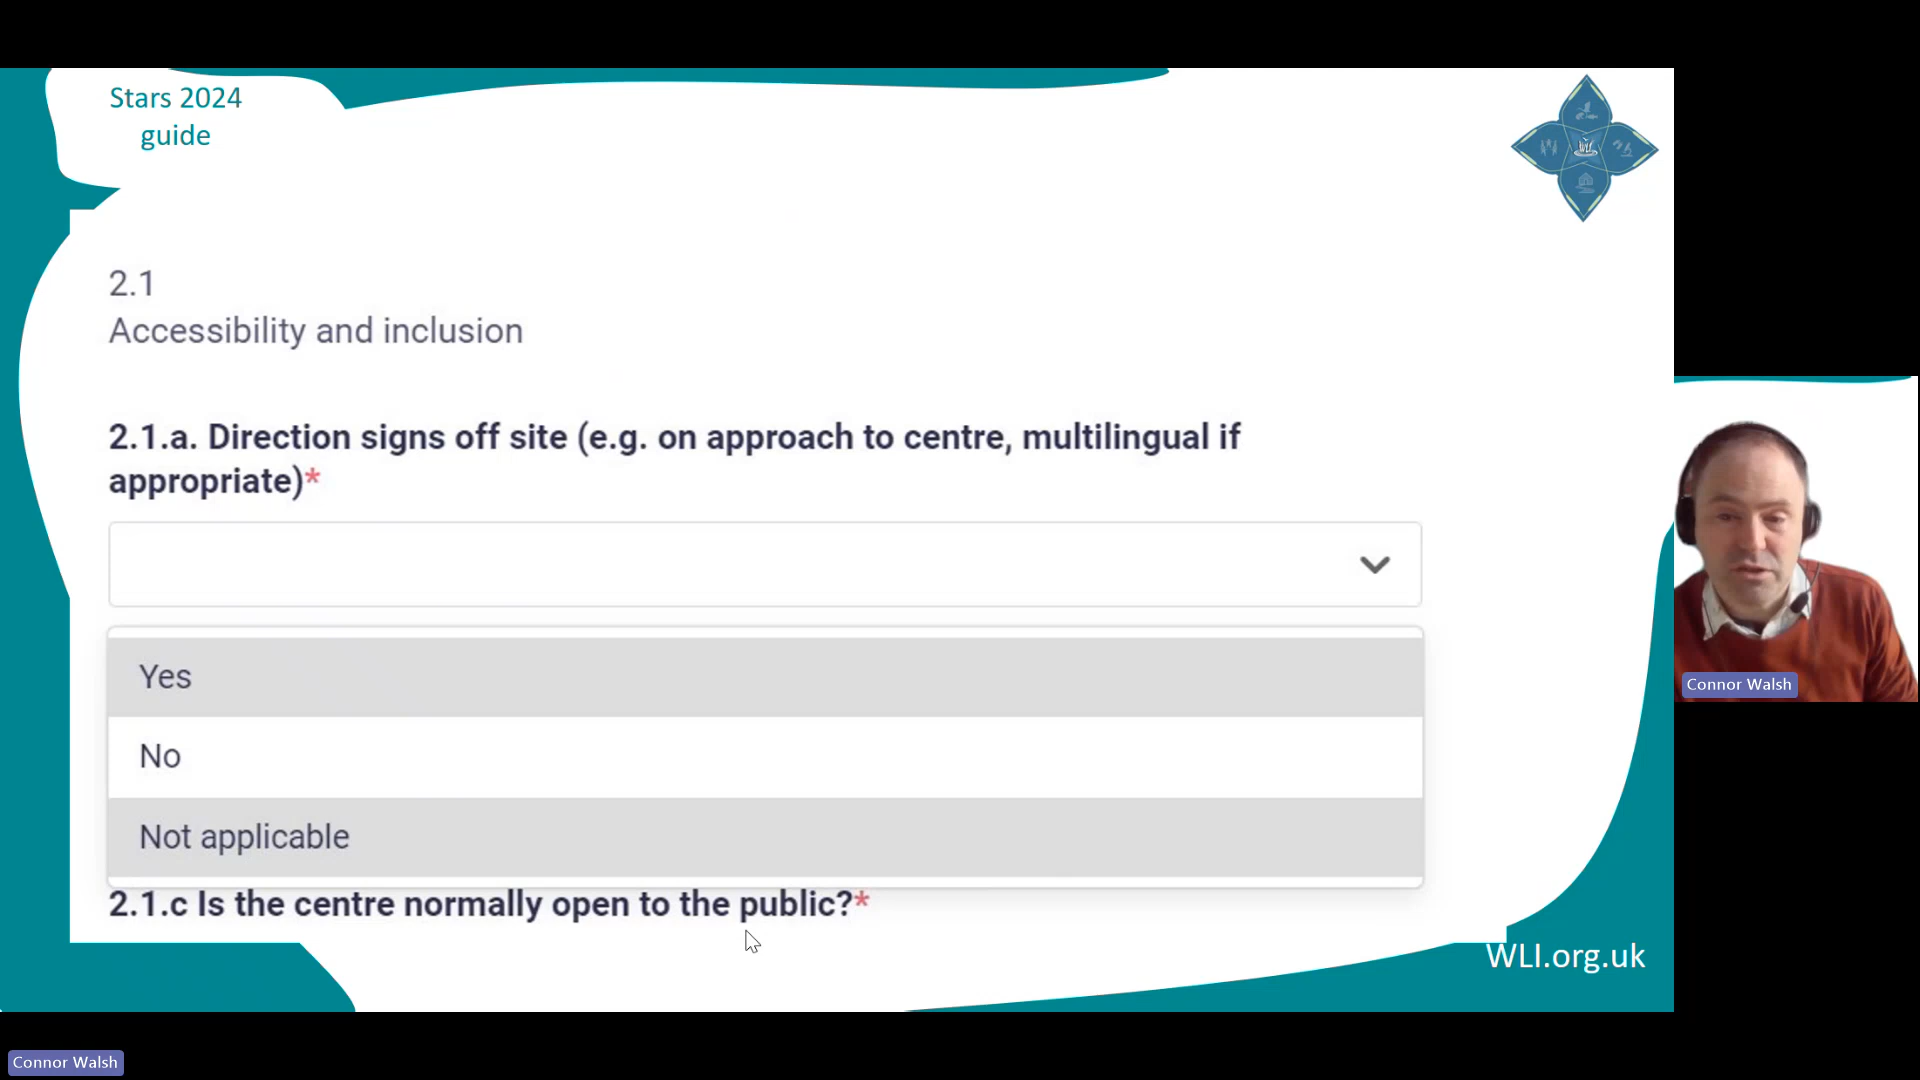 Stars 2024
guide
WLI
2.1
Accessibility and inclusion
2.1.a. Direction signs off site (e.g. on approach to centre, multilingual if
appropriate)*
Yes
No
Not applicable
2.1.c Is the centre normally open to the public?*
WLI.org.uk
Connor Walsh
Connor Walsh